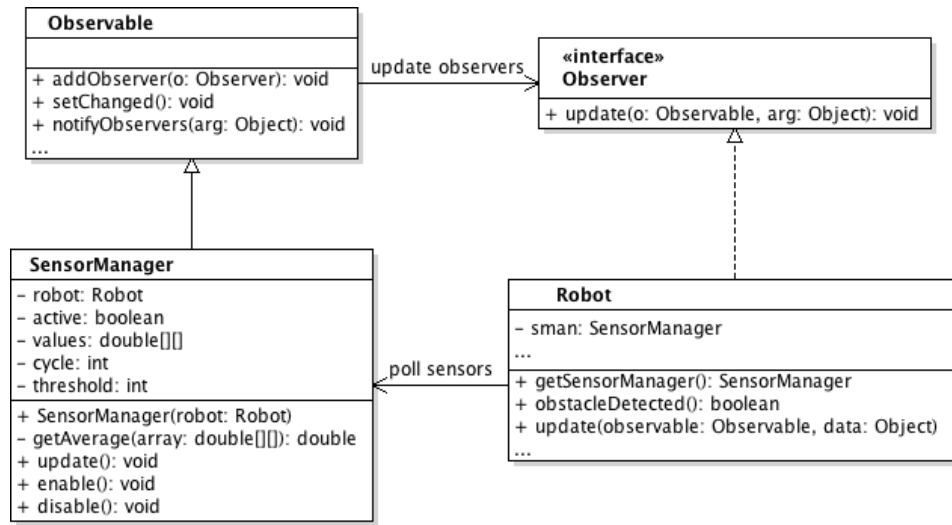 Observable
+ addObserver(o: Observer): void
+ setChanged(): void
+ notifyObservers(arg: Object): void
...
update observers
«interface»
Observer
+ update(o: Observable, arg: Object): void
SensorManager
– robot: Robot
– active: boolean
– values: double[][]
– cycle: int
– threshold: int
+ SensorManager(robot: Robot)
– getAverage(array: double[][]): double
+ update(): void
+ enable(): void
+ disable(): void
poll sensors
Robot
– sman: SensorManager
...
+ getSensorManager(): SensorManager
+ obstacleDetected(): boolean
+ update(observable: Observable, data: Object)
...